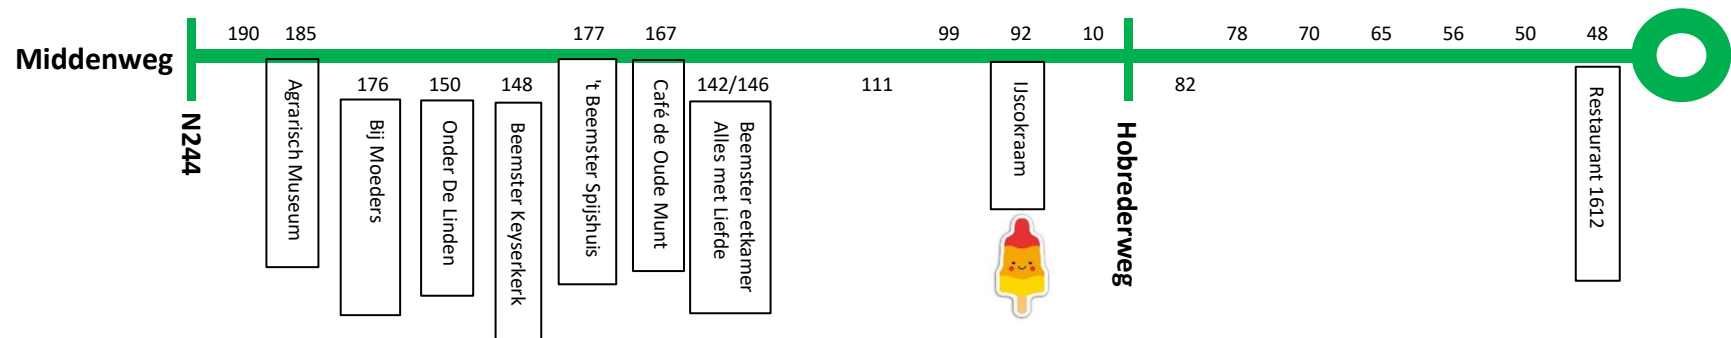 190 185 177 167 99 92 10 78 70 65 56 50 48
Middenweg
176 150 148 142/146 111 82
N244
Agrarisch Museum
Bij Moeders
Onder De Linden
Beemster Keyserkerk
't Beemster Spijshuis
Café de Oude Munt
Beemster eetkamer
Alles met Liefde
IJscokraam
Hobrederweg
Restaurant 1612